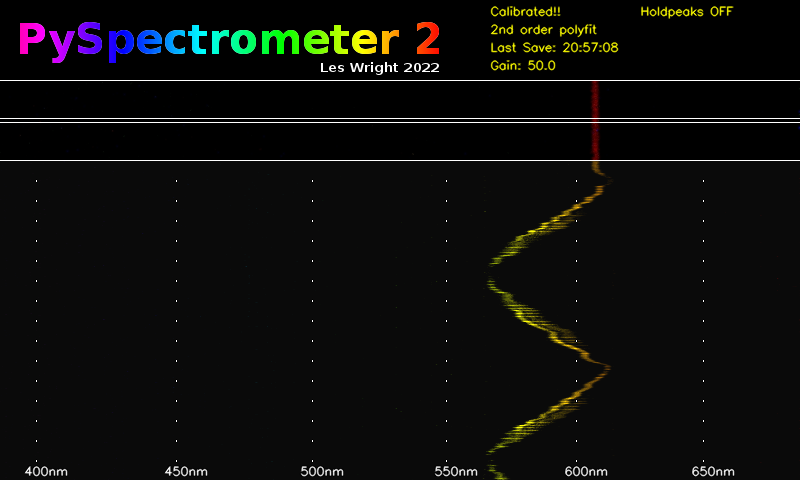 PySpectrometer 2
Les Wright 2022
Calibrated!!
Holdpeaks OFF
2nd order polyfit
Last Save: 20:57:08
Gain: 50.0
400nm
450nm
500nm
550nm
600nm
650nm